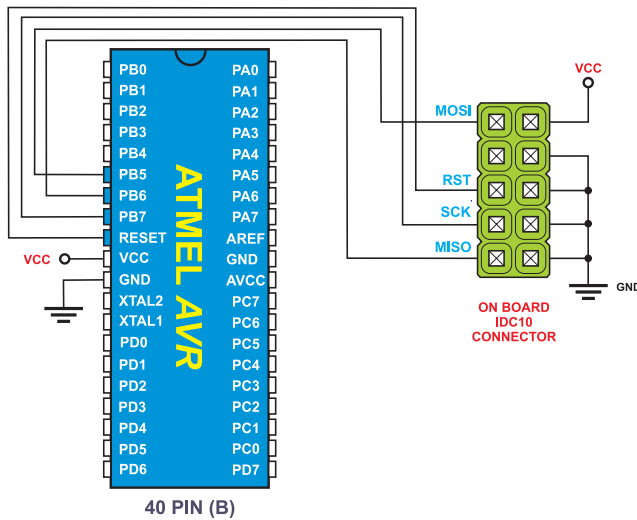 PB0 PA0
PB1 PA1
PB2 PA2
PB3 PA3
PB4 PA4
PB5 PA5
PB6 PA6
PB7 PA7
RESET AREF
VCC VCC GND
GND AVCC
XTAL2 PC7
XTAL1 PC6
PD0 PC5
PD1 PC4
PD2 PC3
PD3 PC2
PD4 PC1
PD5 PC0
PD6 PD7
ATMEL AVR
40 PIN (B)
VCC
MOSI
RST
SCK
MISO
GND
ON BOARD
IDC10
CONNECTOR